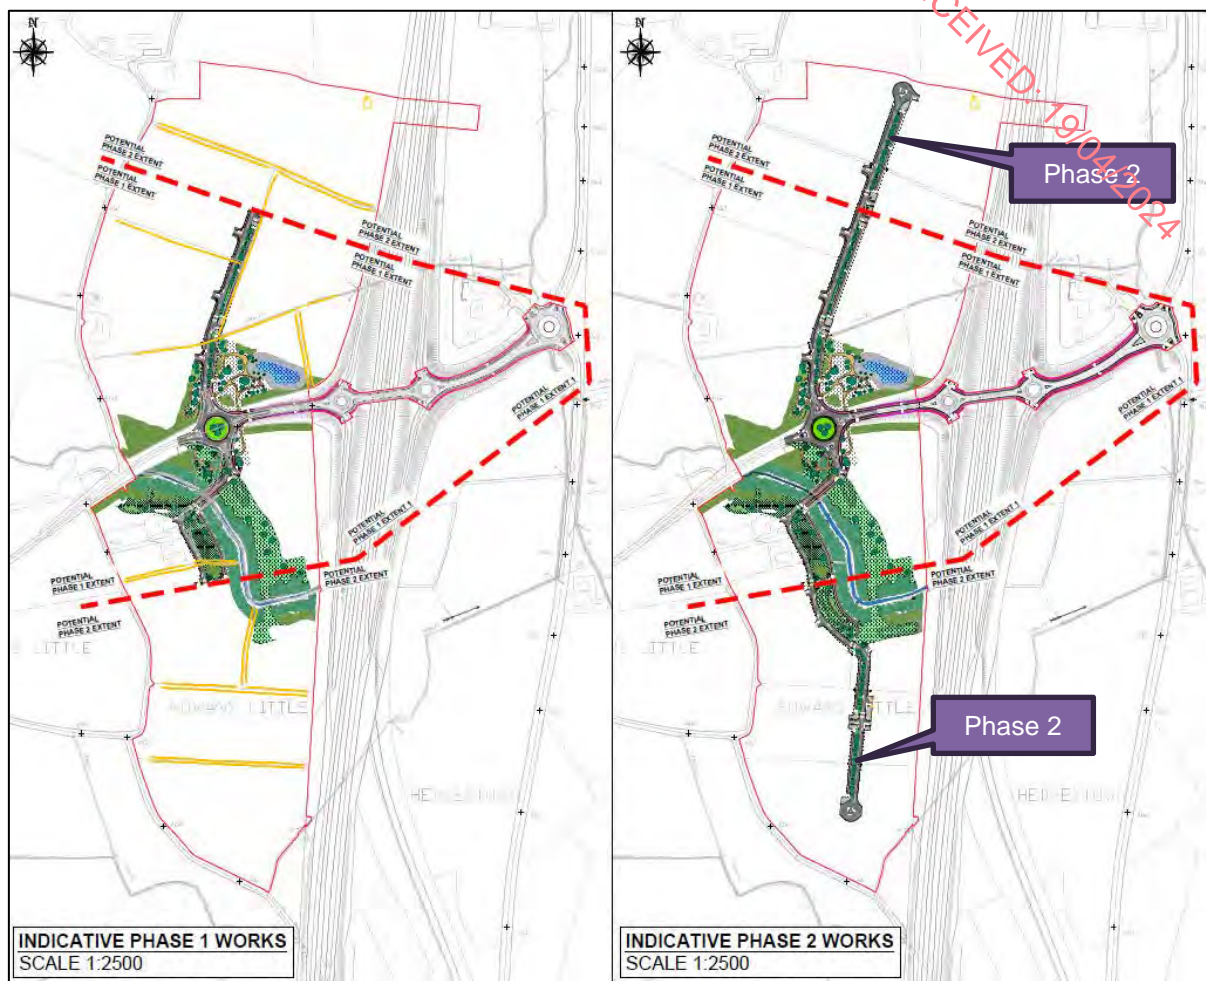 N
POTENTIAL
PHASE 2 EXTENT
POTENTIAL
PHASE 1 EXTENT
POTENTIAL
PHASE 2 EXTENT
POTENTIAL
PHASE 1 EXTENT
POTENTIAL
PHASE 1 EXTENT 1
POTENTIAL
PHASE 1 EXTENT 1
POTENTIAL
PHASE 1 EXTENT
POTENTIAL
PHASE 2 EXTENT
POTENTIAL
PHASE 2 EXTENT
LITTLE
LITTLE
INDICATIVE PHASE 1 WORKS
SCALE 1:2500
N
CEIVED: 19/04/2024
Phase 2
POTENTIAL
PHASE 2 EXTENT
POTENTIAL
PHASE 1 EXTENT
POTENTIAL
PHASE 2 EXTENT
POTENTIAL
PHASE 1 EXTENT
POTENTIAL
PHASE 1 EXTENT 1
POTENTIAL
PHASE 1 EXTENT 1
POTENTIAL
PHASE 1 EXTENT
POTENTIAL
PHASE 2 EXTENT
POTENTIAL
PHASE 2 EXTENT
LITTLE
Phase 2
INDICATIVE PHASE 2 WORKS
SCALE 1:2500